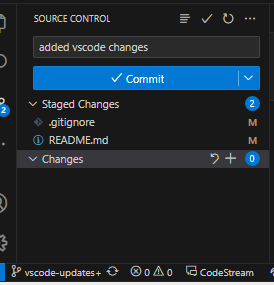 SOURCE CONTROL
added vscode changes
Commit
Staged Changes 2
.gitignore M
README.md M
Changes 0
2
vscode-updates+ 0 0 CodeStream